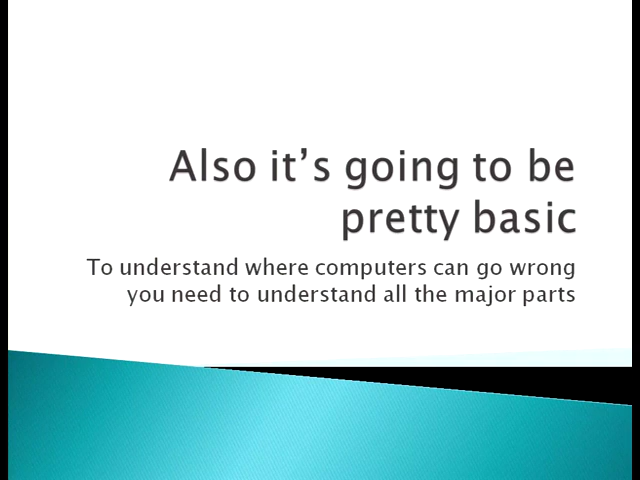 Also it’s going to be
pretty basic
To understand where computers can go wrong
you need to understand all the major parts